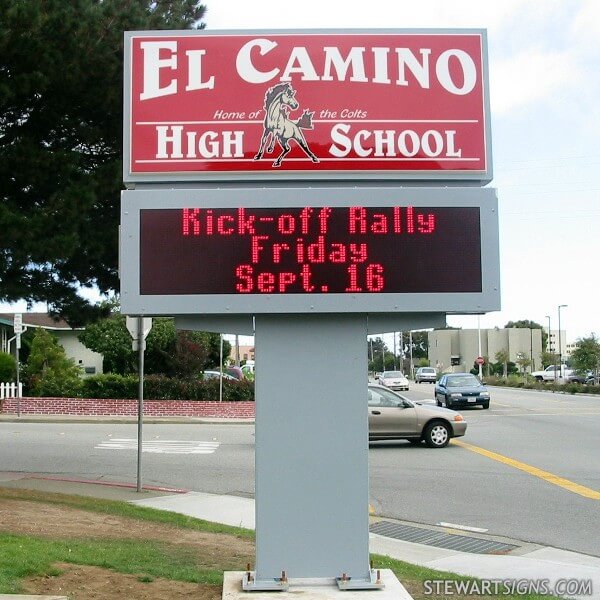 EL CAMINO
Home of the Colts
HIGH SCHOOL
Kick-off Rally
Friday
Sept. 16
STEWARTSIGNS.COM